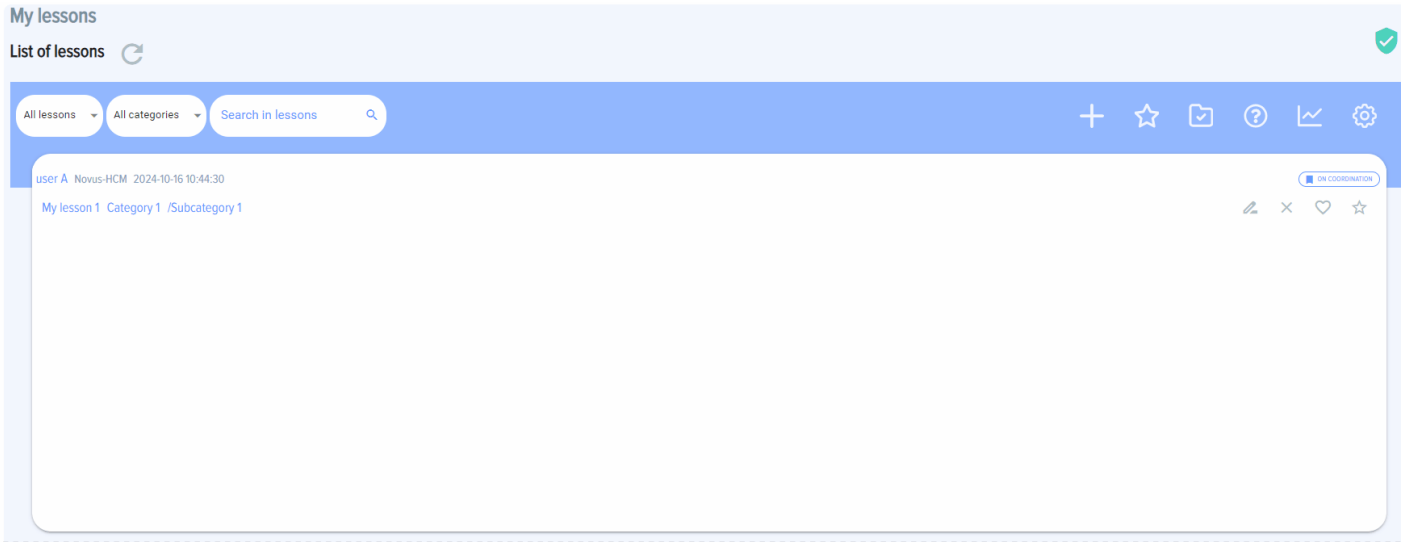 My lessons
List of lessons
All lessons All categories Search in lessons
user A Novus-HCM 2024-10-16 10:44:30 ON COORDINATION
My lesson 1 Category 1 /Subcategory 1